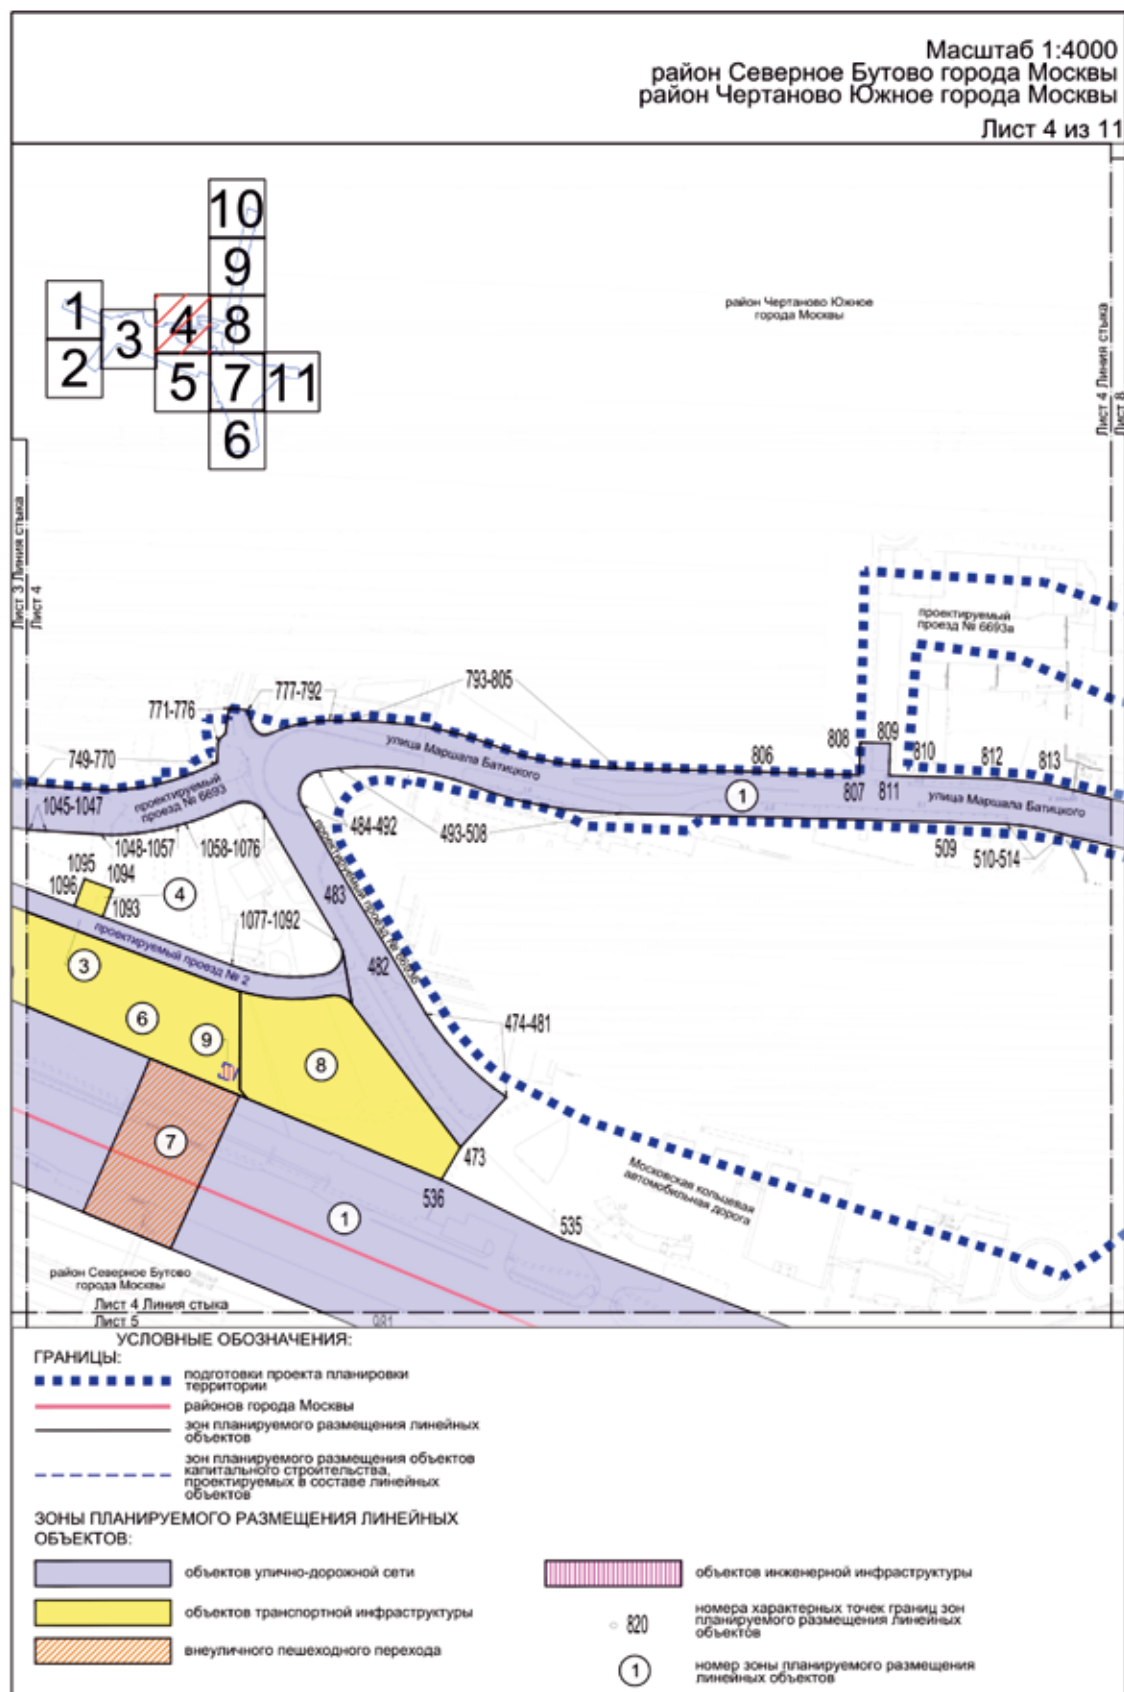 Масштаб 1:4000
район Северное Бутово города Москвы
район Чертаново Южное города Москвы
Лист 4 из 11
10
9
1
3
4
8
2
5
7
11
6
район Чертаново Южное
города Москвы
Лист 4 Линия стыка
Лист 8
Лист 3 Линия стыка
Лист 4
проектируемый
проезд № 6693а
793-805
777-792
771-776
749-770
808
809
810
806
812
813
улица Маршала Батицкого
проектируемый
проезд № 6693
1045-1047
1
807
811
улица Маршала Батицкого
484-492
493-508
509
510-514
1048-1057
1058-1076
1095
1094
1096
1093
4
483
проектируемый проезд № 6693б
1077-1092
482
проектируемый проезд № 2
3
6
9
8
474-481
7
473
536
535
1
Московская кольцевая
автомобильная дорога
район Северное Бутово
города Москвы
Лист 4 Линия стыка
Лист 5
УСЛОВНЫЕ ОБОЗНАЧЕНИЯ:
ГРАНИЦЫ:
подготовки проекта планировки
территории
районов города Москвы
зон планируемого размещения линейных
объектов
зон планируемого размещения объектов
капитального строительства,
проектируемых в составе линейных
объектов
ЗОНЫ ПЛАНИРУЕМОГО РАЗМЕЩЕНИЯ ЛИНЕЙНЫХ
ОБЪЕКТОВ:
объектов улично-дорожной сети
объектов транспортной инфраструктуры
внеуличного пешеходного перехода
объектов инженерной инфраструктуры
820
номера характерных точек границ зон
планируемого размещения линейных
объектов
1
номер зоны планируемого размещения
линейных объектов